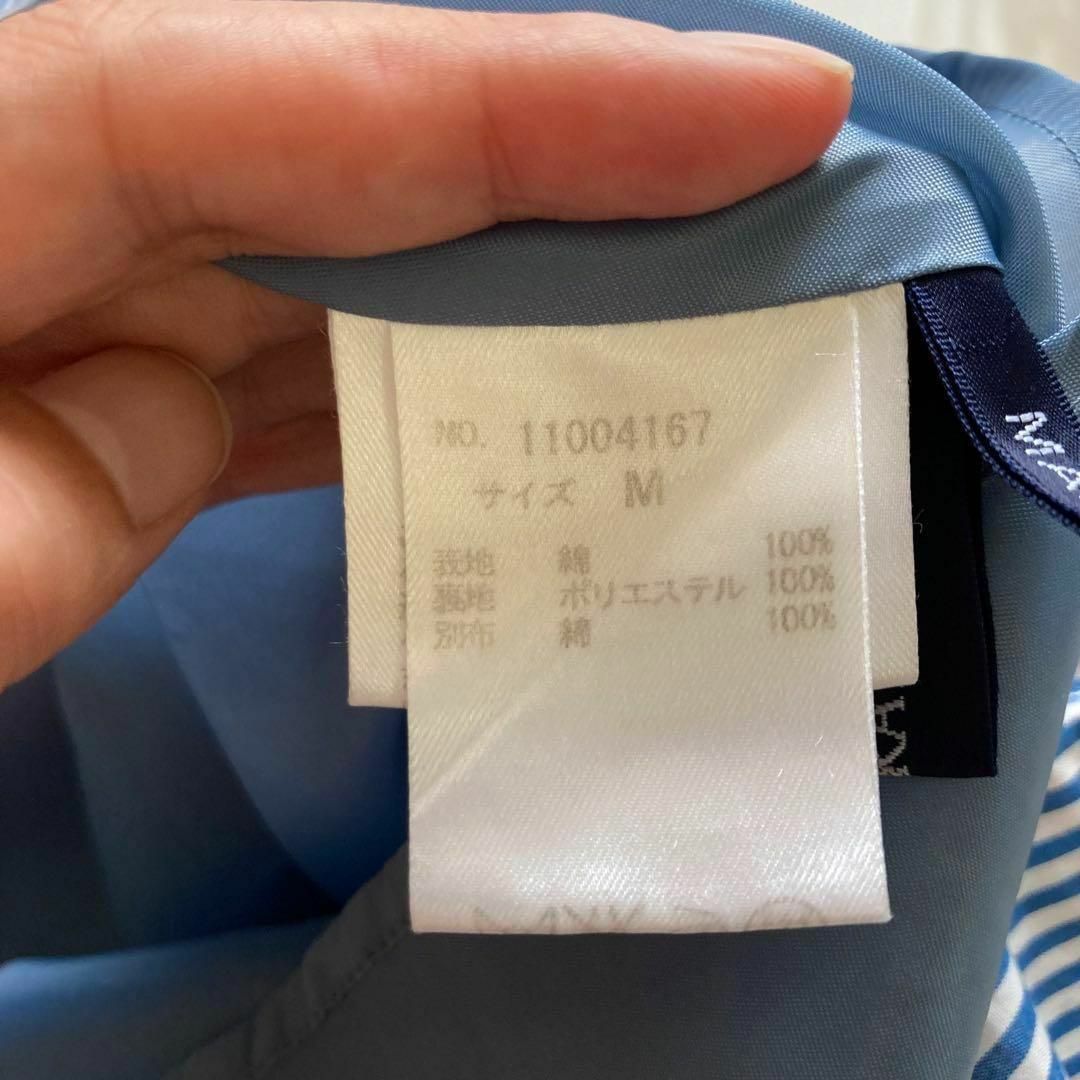 NO. 11004167
サイズ M
表地 綿 100%
裏地 ポリエステル 100%
別布 綿 100%
MA